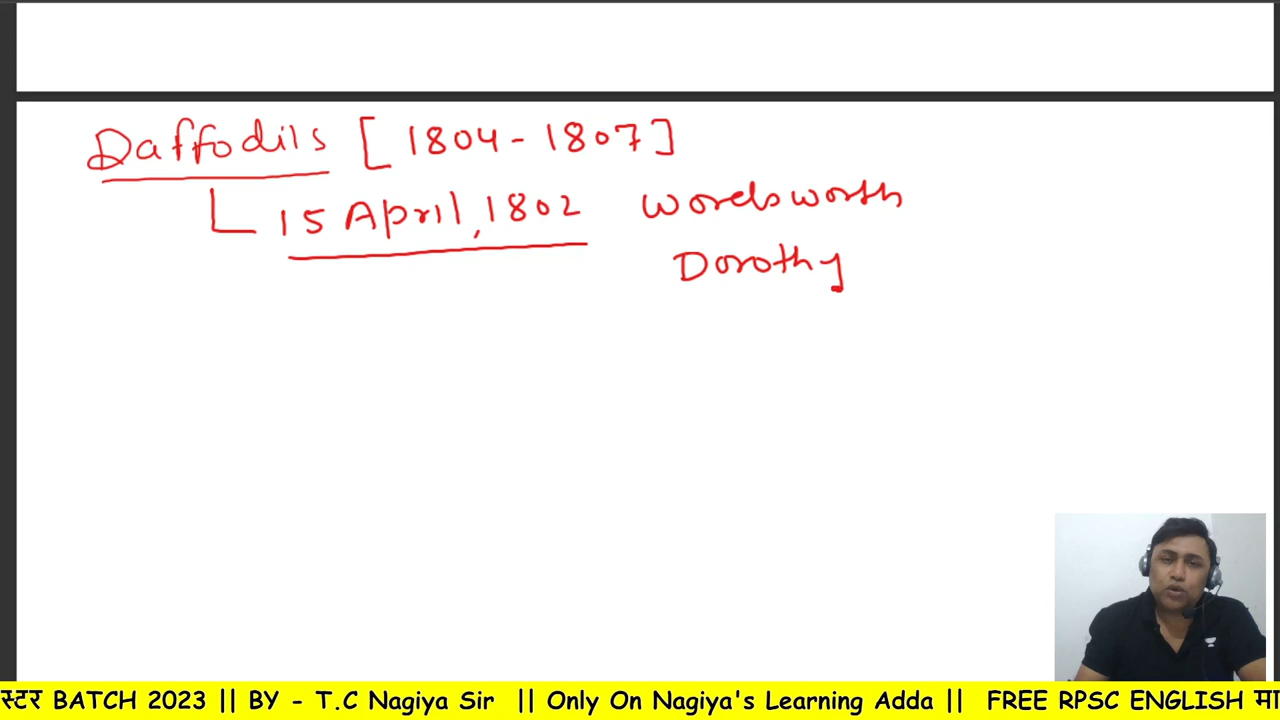 Daffodils [1804-1807]
15 April, 1802 Wordsworth
Dorothy
स्टर BATCH 2023 || BY - T.C Nagiya Sir || Only On Nagiya's Learning Adda || FREE RPSC ENGLISH मा